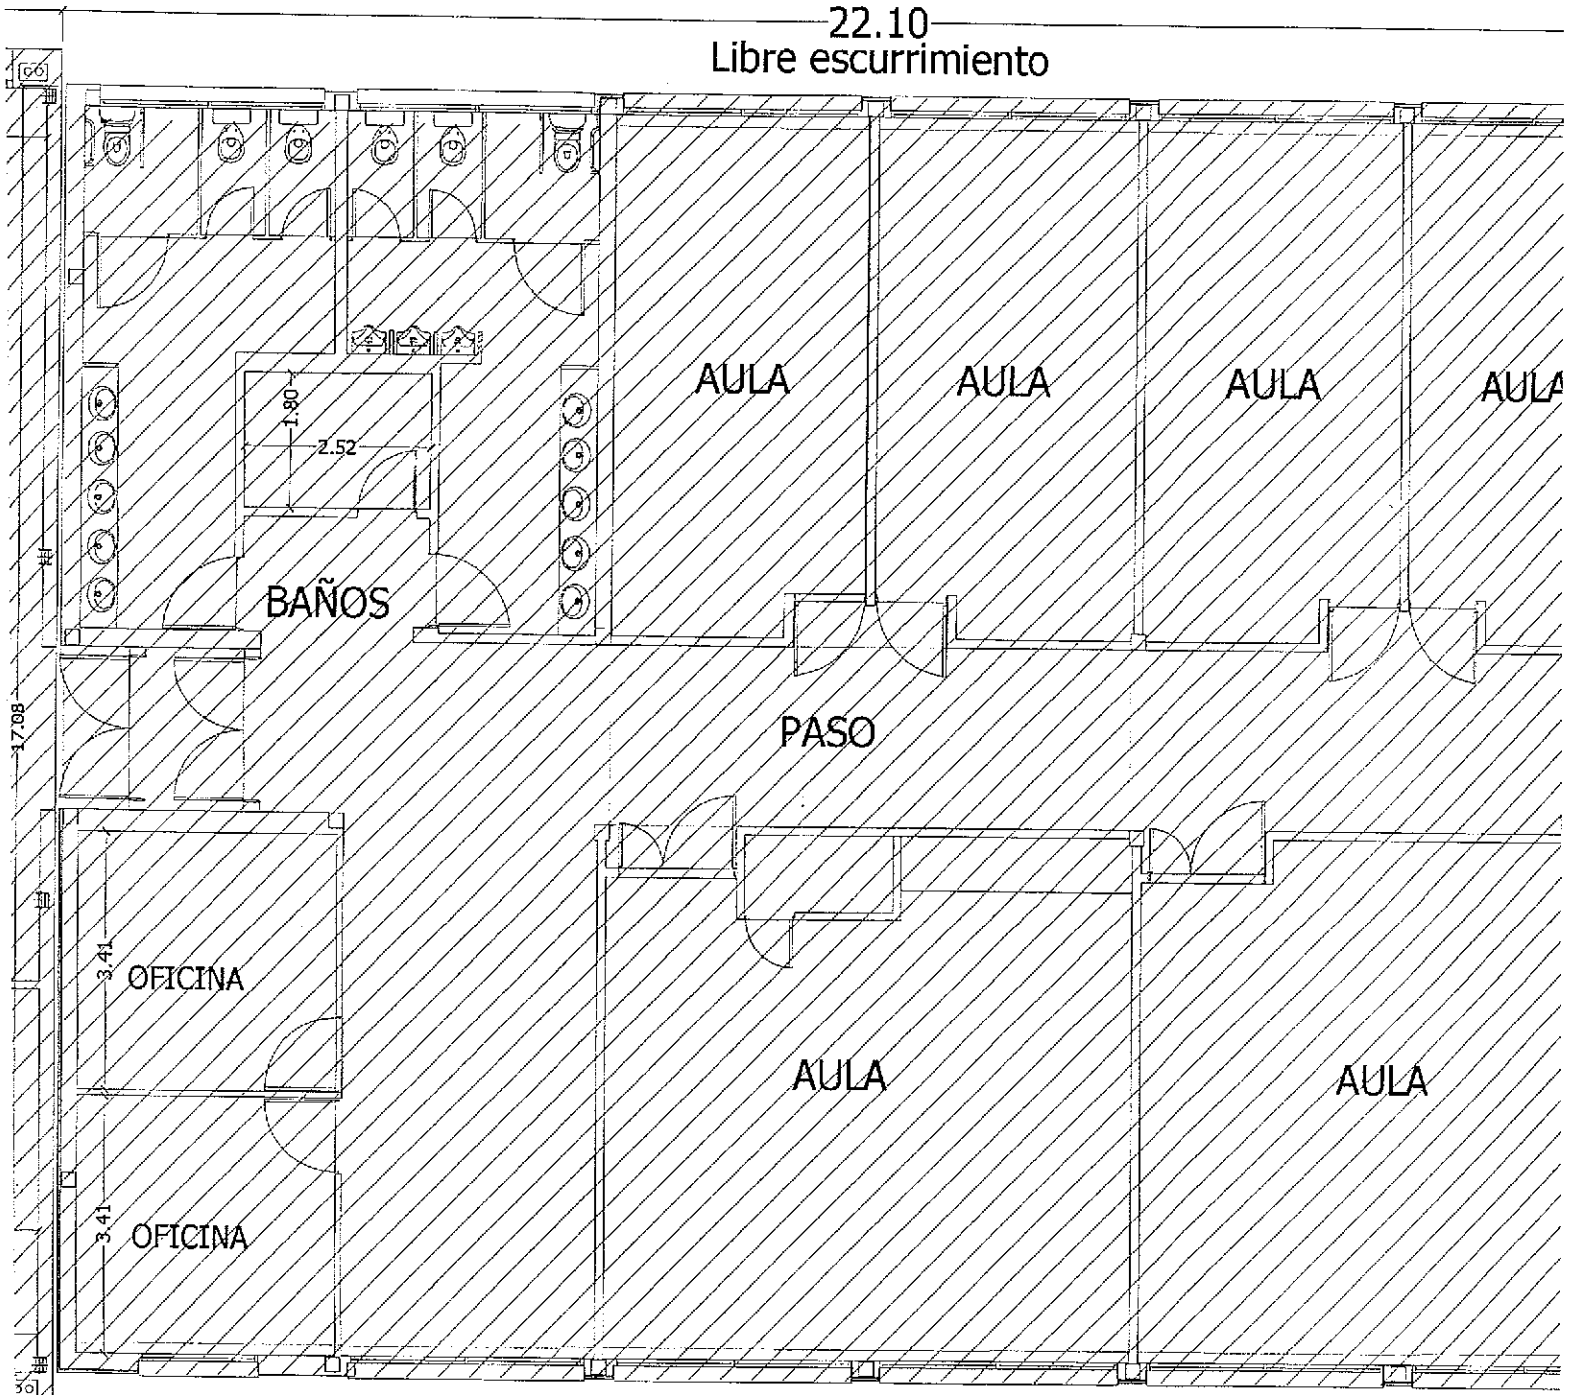 22.10
Libre escurrimiento
AULA
AULA
AULA
AULA
1.80
2.52
BAÑOS
17.08
PASO
3.41
OFICINA
AULA
AULA
3.41
OFICINA